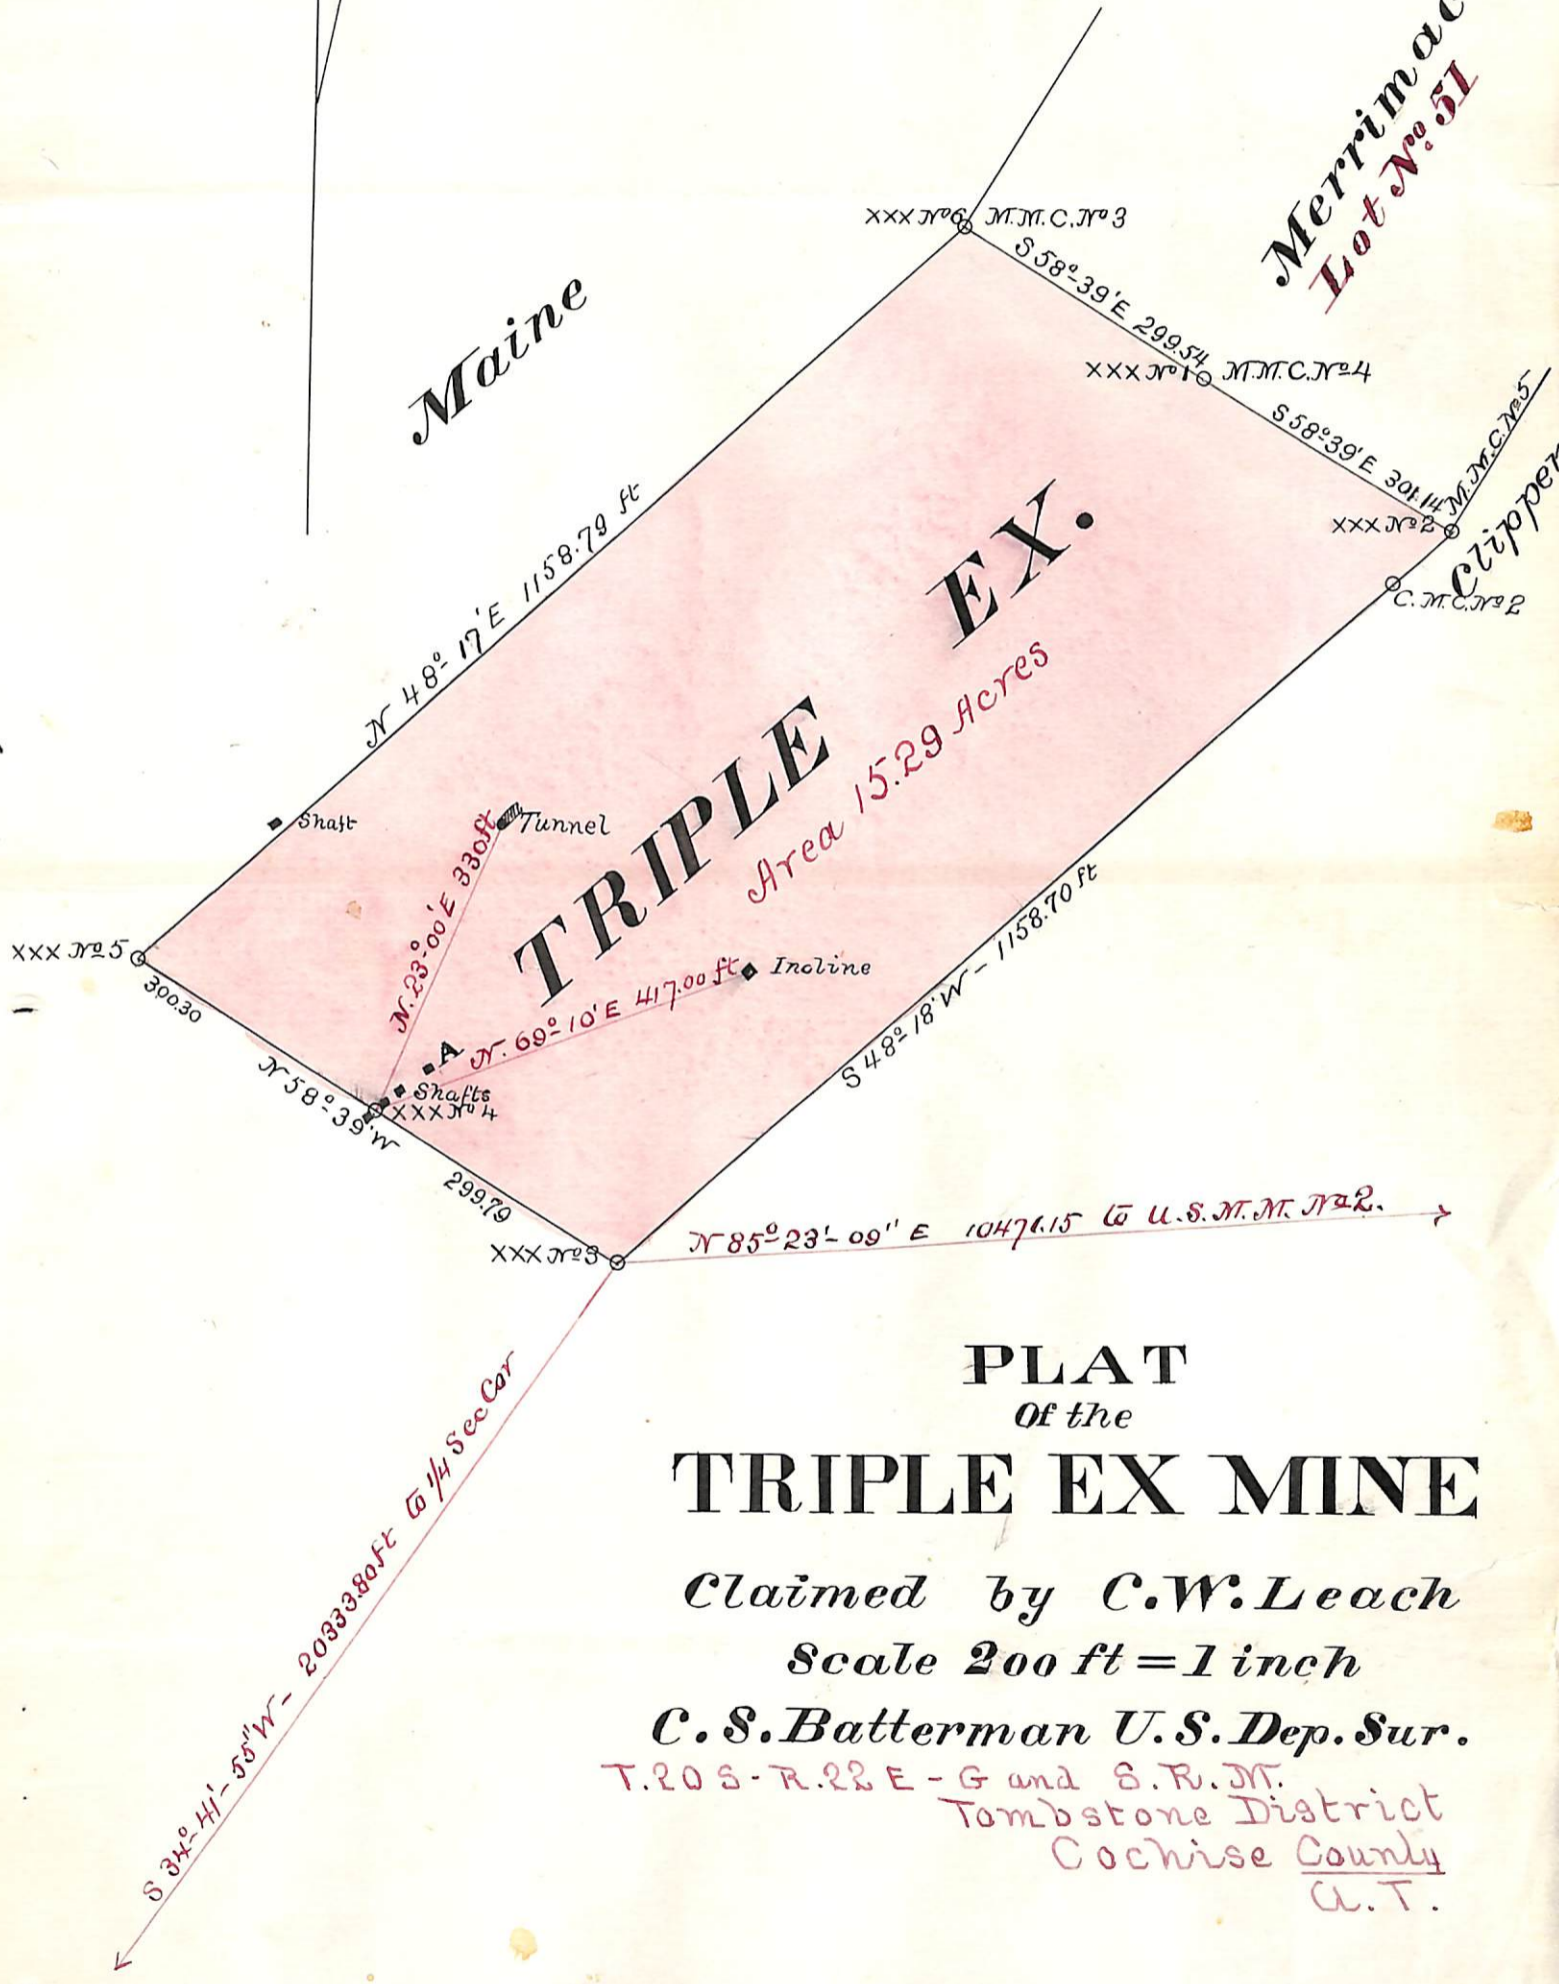 Merrimac
Lot No. 51
XXX No 6
M.M.C. No 3
S 58°-39' E 299.54
Maine
XXX No 1
M.M.C. No 4
S 58°-39' E 301.14
M.M.C. No 5
XXX No 2
Clipper
C.M.C. No 2
N 48°-17' E 1158.79 ft
TRIPLE EX.
Area 15.29 Acres
Shaft
Tunnel
N. 23°-00' E 330 ft
XXX No 5
300.30
Incline
N. 69°-10' E 417.00 ft
A
Shafts
XXX No 4
N 58°-39' W
299.79
S 48°-18' W - 1158.70 ft
XXX No 3
N 85°-23'-09" E 10471.15 to U.S.M.M. No 2.
S 34°-41'-55" W - 20333.80 ft to 1/4 Sec Cor
PLAT
Of the
TRIPLE EX MINE
Claimed by C.W. Leach
Scale 200 ft = 1 inch
C.S. Batterman U.S. Dep. Sur.
T. 20 S - R. 22 E - G and S.R.M.
Tombstone District
Cochise County
A.T.